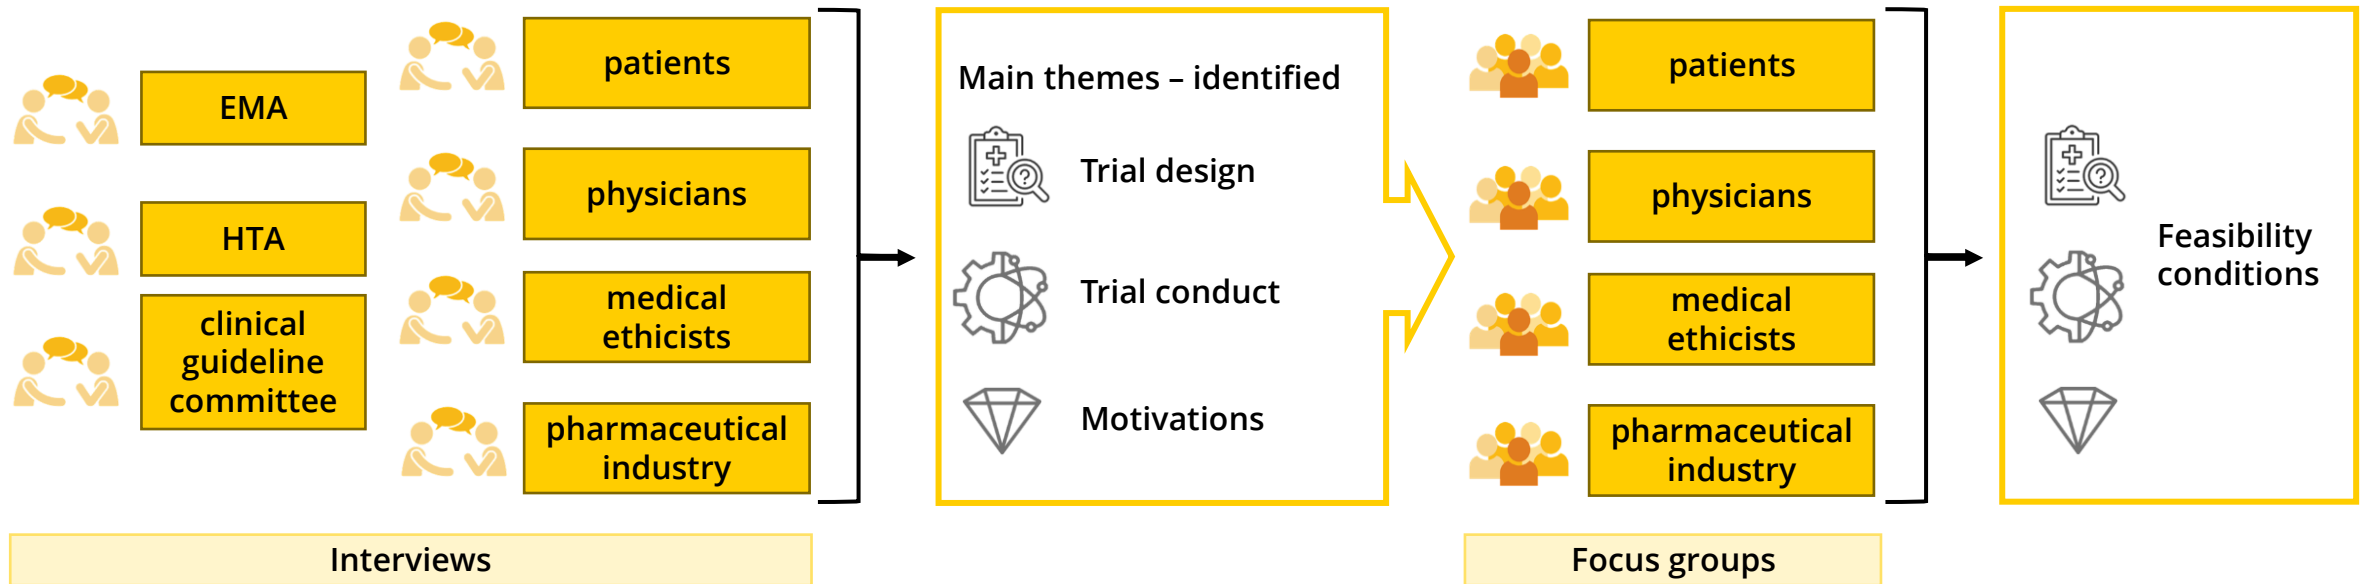 EMA
HTA
clinical
guideline
committee
patients
physicians
medical
ethicists
pharmaceutical
industry
Interviews
Main themes – identified
Trial design
Trial conduct
Motivations
patients
physicians
medical
ethicists
pharmaceutical
industry
Focus groups
Feasibility
conditions